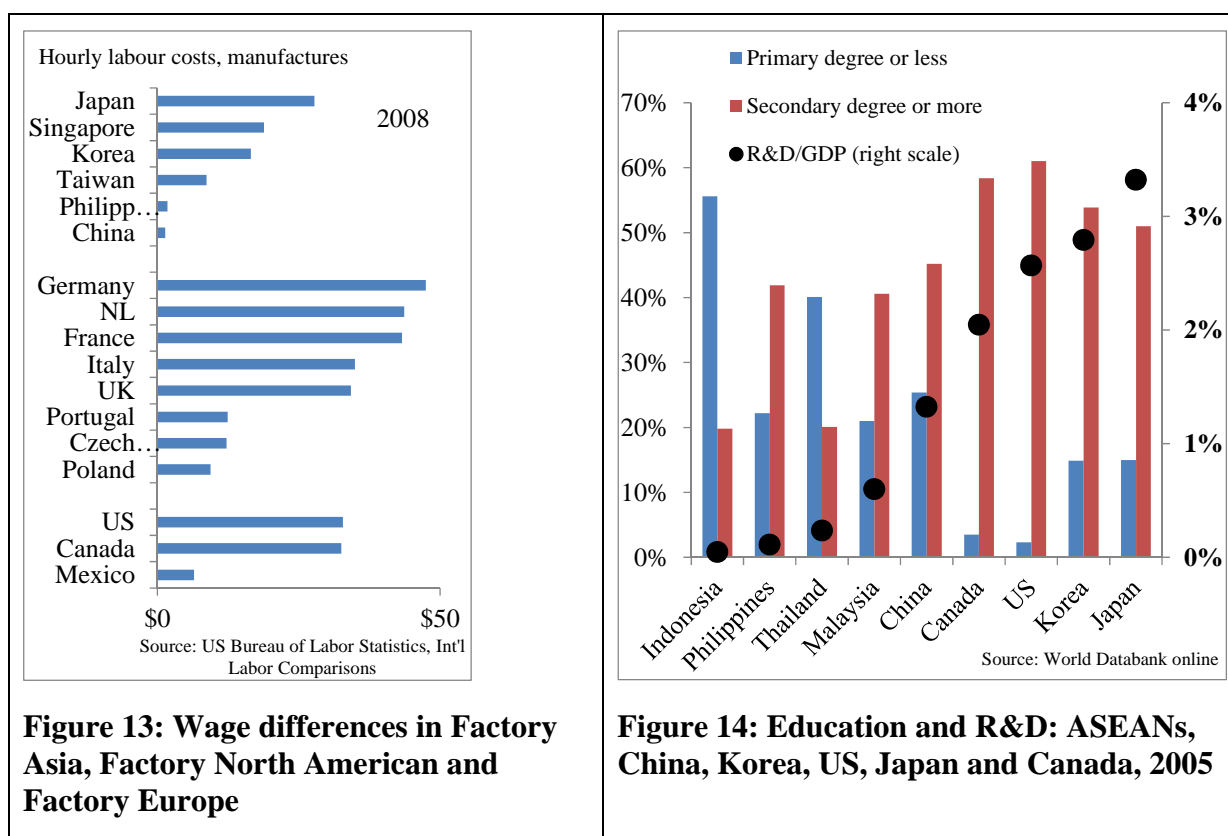 Hourly labour costs, manufactures
2008
Japan
Singapore
Korea
Taiwan
Philipp…
China
Germany
NL
France
Italy
UK
Portugal
Czech…
Poland
US
Canada
Mexico
$0
$50
Source: US Bureau of Labor Statistics, Int'l
Labor Comparisons
Figure 13: Wage differences in Factory
Asia, Factory North American and
Factory Europe
Primary degree or less
Secondary degree or more
R&D/GDP (right scale)
70%
60%
50%
40%
30%
20%
10%
0%
4%
3%
2%
1%
0%
Indonesia
Philippines
Thailand
Malaysia
China
Canada
US
Korea
Japan
Source: World Databank online
Figure 14: Education and R&D: ASEANs,
China, Korea, US, Japan and Canada, 2005